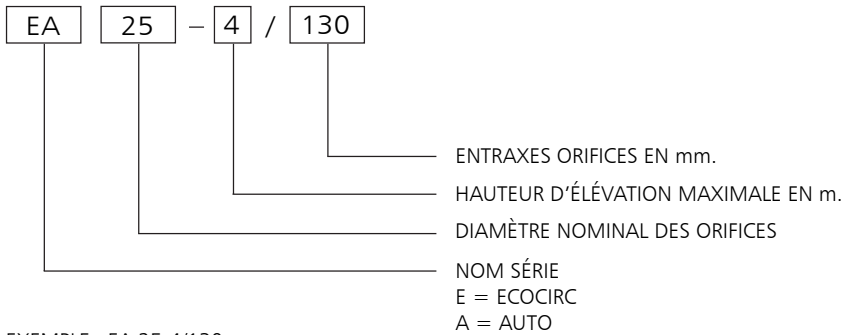 EA 25 – 4 / 130
ENTRAXES ORIFICES EN mm.
HAUTEUR D'ÉLÉVATION MAXIMALE EN m.
DIAMÈTRE NOMINAL DES ORIFICES
NOM SÉRIE
E = ECOCIRC
A = AUTO